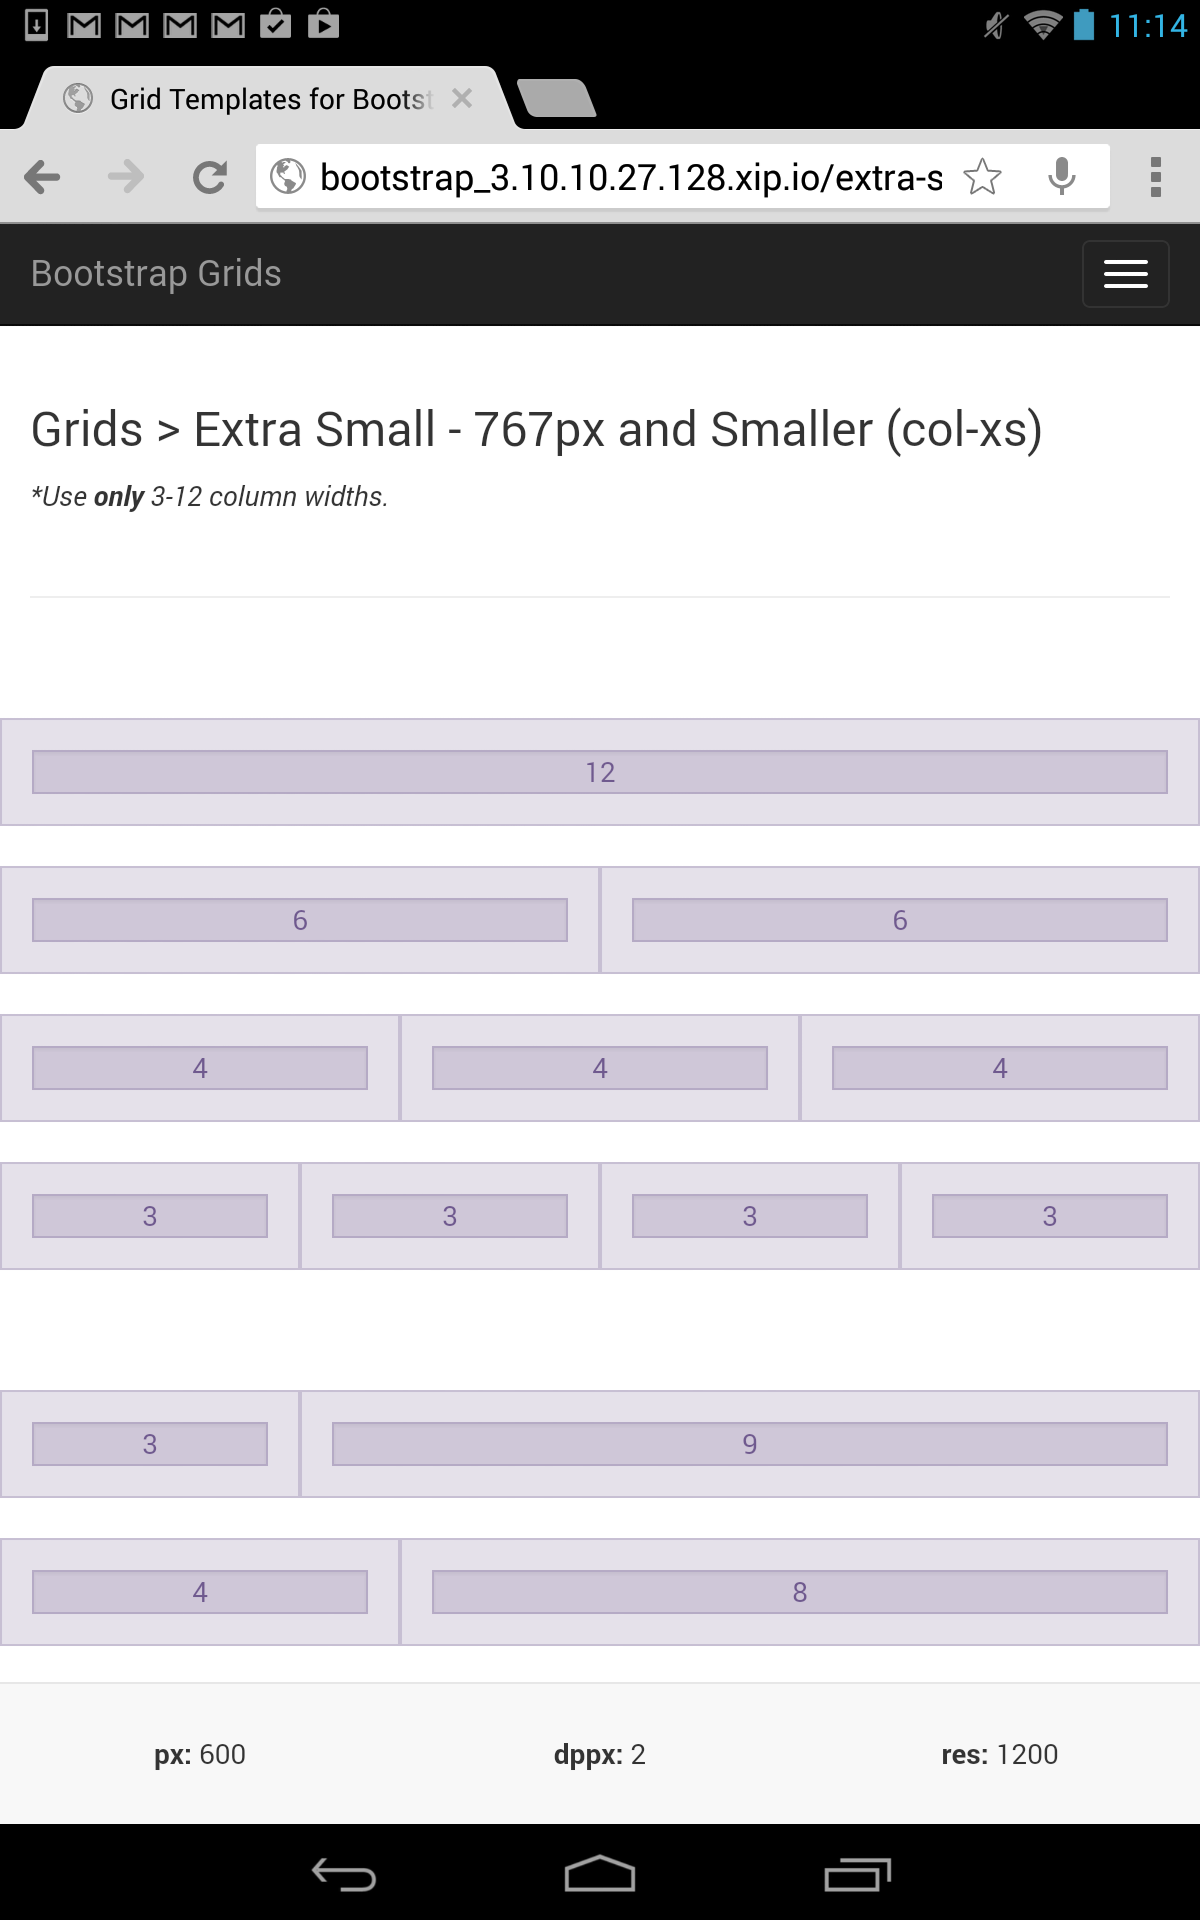 11:14
Grid Templates for Boots
bootstrap_3.10.10.27.128.xip.io/extra-s
Bootstrap Grids
Grids > Extra Small - 767px and Smaller (col-xs)
*Use only 3-12 column widths.
12
6 6
4 4 4
3 3 3 3
3 9
4 8
px: 600 dppx: 2 res: 1200